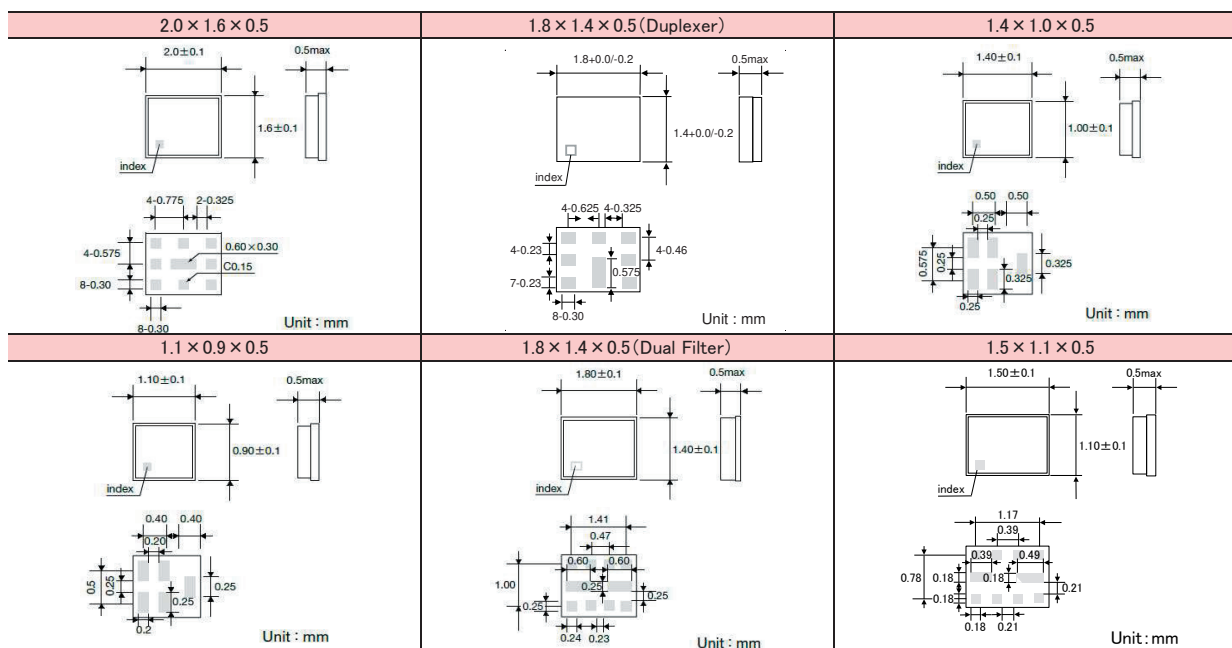 2.0×1.6×0.5
2.0±0.1
0.5max
1.6±0.1
index
4-0.775 2-0.325
0.60×0.30
4-0.575
C0.15
8-0.30
8-0.30
Unit : mm
1.8×1.4×0.5(Duplexer)
1.8+0.0/-0.2
0.5max
1.4+0.0/-0.2
index
4-0.625 4-0.325
4-0.23
4-0.46
0.575
7-0.23
8-0.30
Unit : mm
1.4×1.0×0.5
1.40±0.1
0.5max
1.00±0.1
index
0.50 0.50
0.25
0.575
0.25
0.325
0.325
0.25
Unit : mm
1.1×0.9×0.5
1.10±0.1
0.5max
0.90±0.1
index
0.40 0.40
0.20
0.5
0.25
0.25
0.25
0.2
Unit : mm
1.8×1.4×0.5(Dual Filter)
1.80±0.1
0.5max
1.40±0.1
index
1.41
0.47
0.60 0.60
1.00
0.25
0.25
0.25
0.24 0.23
Unit : mm
1.5×1.1×0.5
1.50±0.1
0.5max
1.10±0.1
index
1.17
0.39
0.39 0.49
0.78
0.18 0.18
0.21
0.18
0.18 0.21
Unit : mm